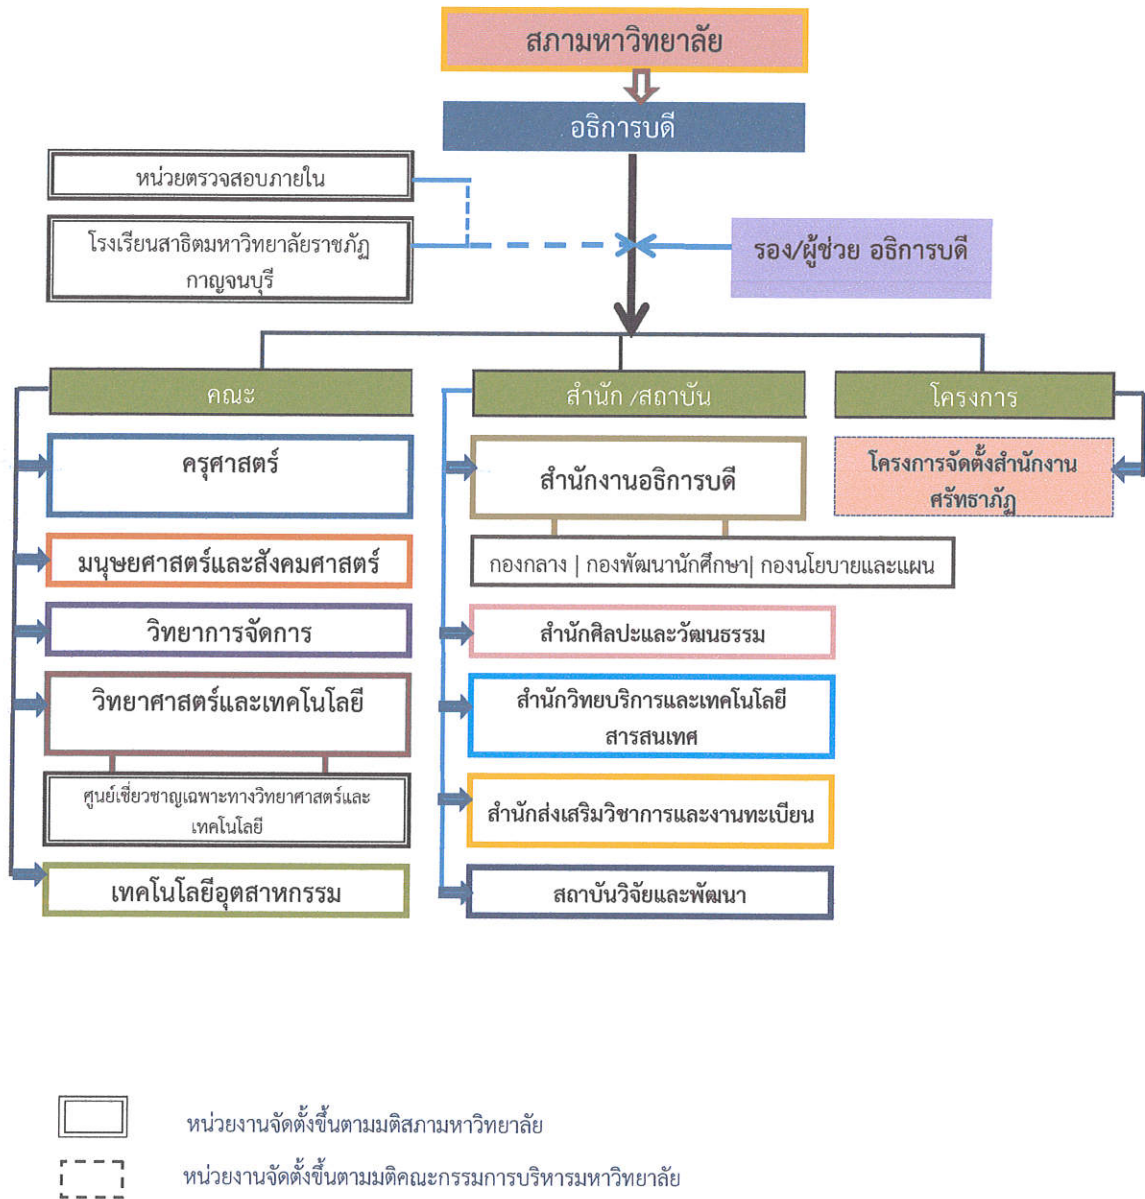 สภามหาวิทยาลัย
อธิการบดี
หน่วยตรวจสอบภายใน
โรงเรียนสาธิตมหาวิทยาลัยราชภัฏ
กาญจนบุรี
รอง/ผู้ช่วย อธิการบดี
คณะ
สำนัก /สถาบัน
โครงการ
ครุศาสตร์
มนุษยศาสตร์และสังคมศาสตร์
วิทยาการจัดการ
วิทยาศาสตร์และเทคโนโลยี
ศูนย์เชี่ยวชาญเฉพาะทางวิทยาศาสตร์และ
เทคโนโลยี
เทคโนโลยีอุตสาหกรรม
สำนักงานอธิการบดี
กองกลาง | กองพัฒนานักศึกษา| กองนโยบายและแผน
สำนักศิลปะและวัฒนธรรม
สำนักวิทยบริการและเทคโนโลยี
สารสนเทศ
สำนักส่งเสริมวิชาการและงานทะเบียน
สถาบันวิจัยและพัฒนา
โครงการจัดตั้งสำนักงาน
ศรัทธาภัฏ
หน่วยงานจัดตั้งขึ้นตามมติสภามหาวิทยาลัย
หน่วยงานจัดตั้งขึ้นตามมติคณะกรรมการบริหารมหาวิทยาลัย